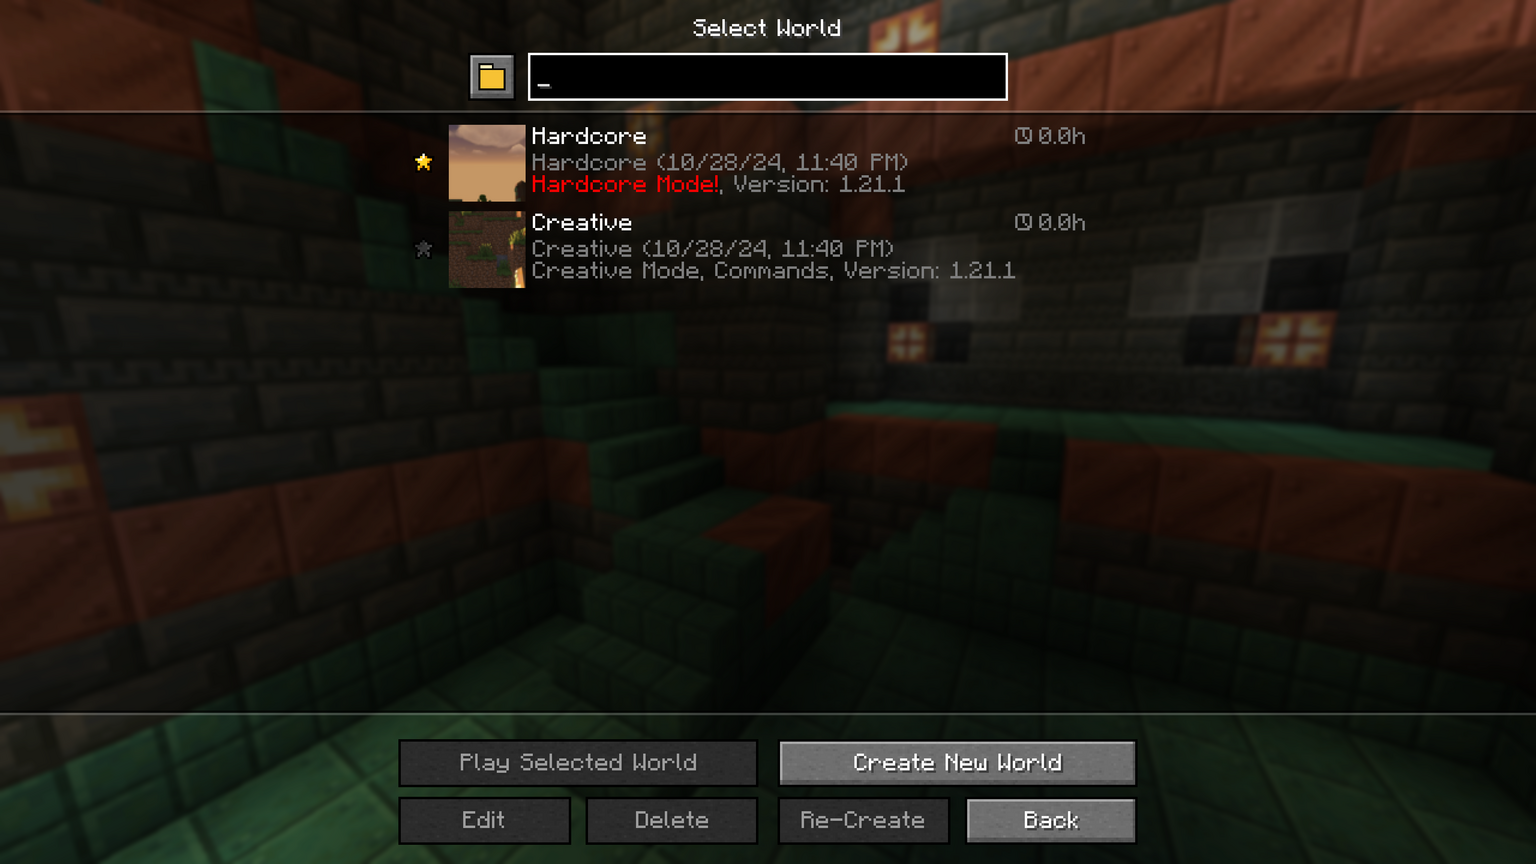 Select World
_
Hardcore 0.0h
Hardcore (10/28/24, 11:40 PM)
Hardcore Mode!, Version: 1.21.1
Creative 0.0h
Creative (10/28/24, 11:40 PM)
Creative Mode, Commands, Version: 1.21.1
Play Selected World Create New World
Edit Delete Re-Create Back